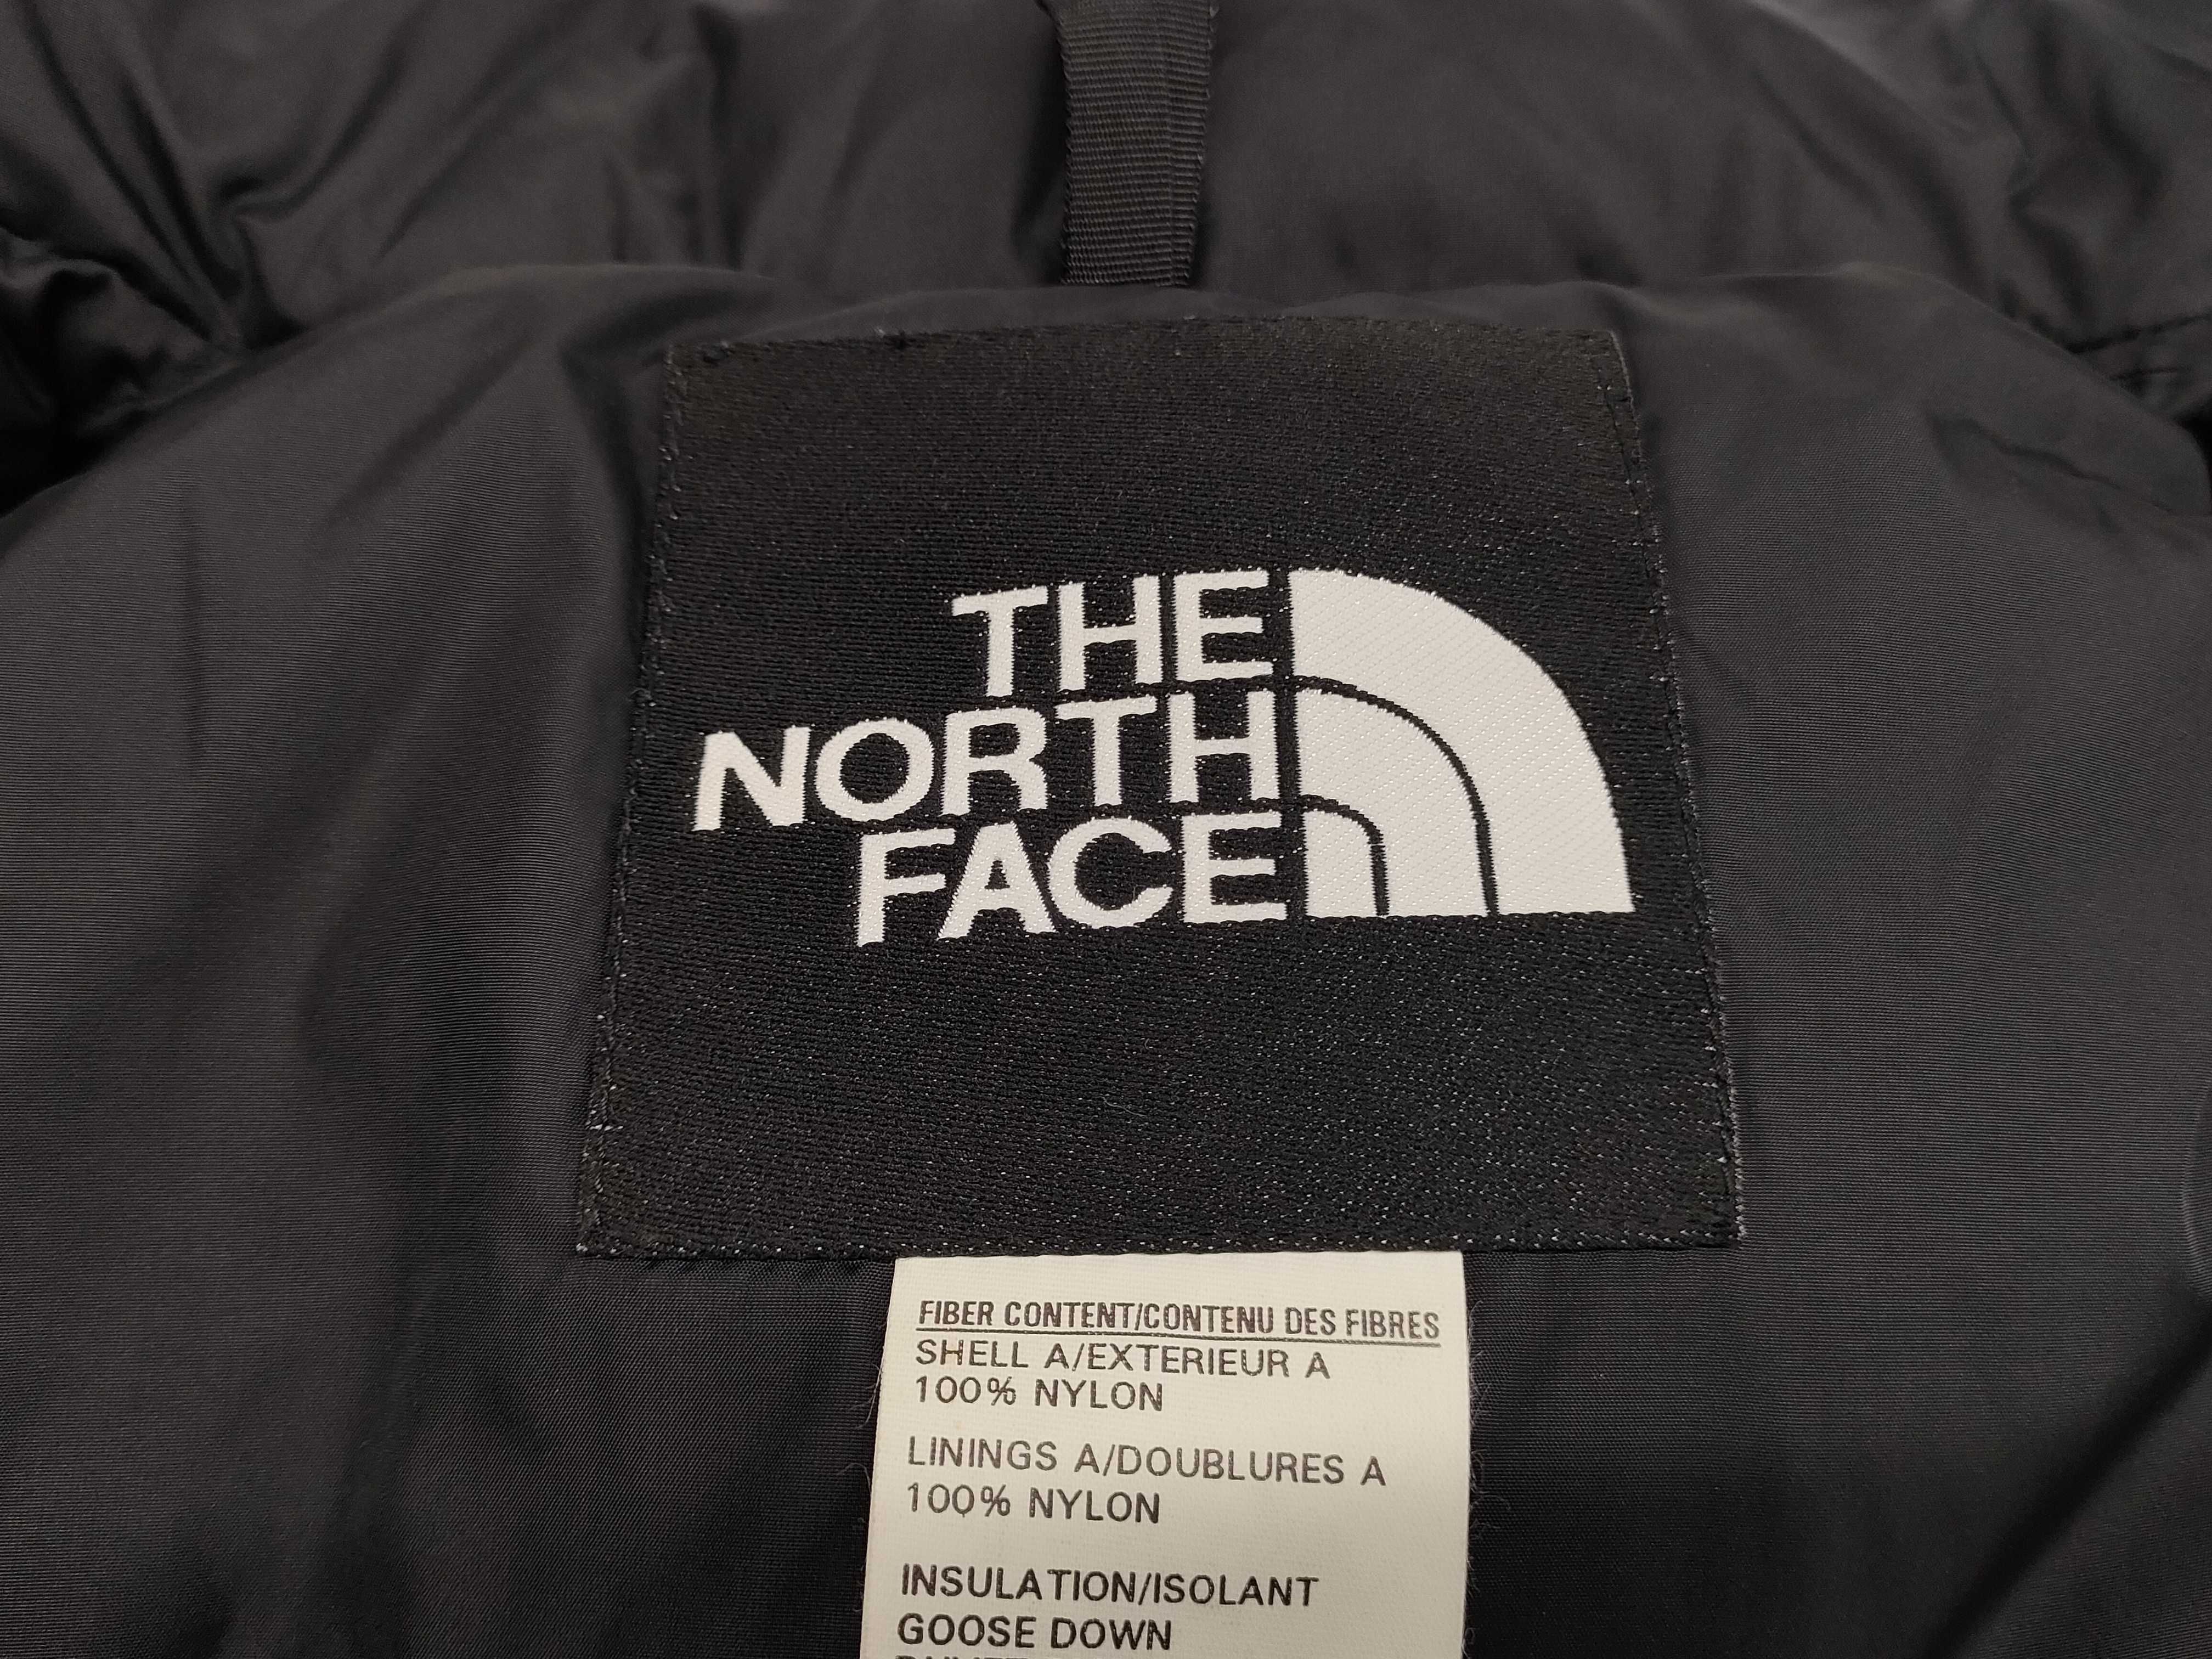 THE
NORTH
FACE
FIBER CONTENT/CONTENU DES FIBRES
SHELL A/EXTERIEUR A
100% NYLON
LININGS A/DOUBLURES A
100% NYLON
INSULATION/ISOLANT
GOOSE DOWN